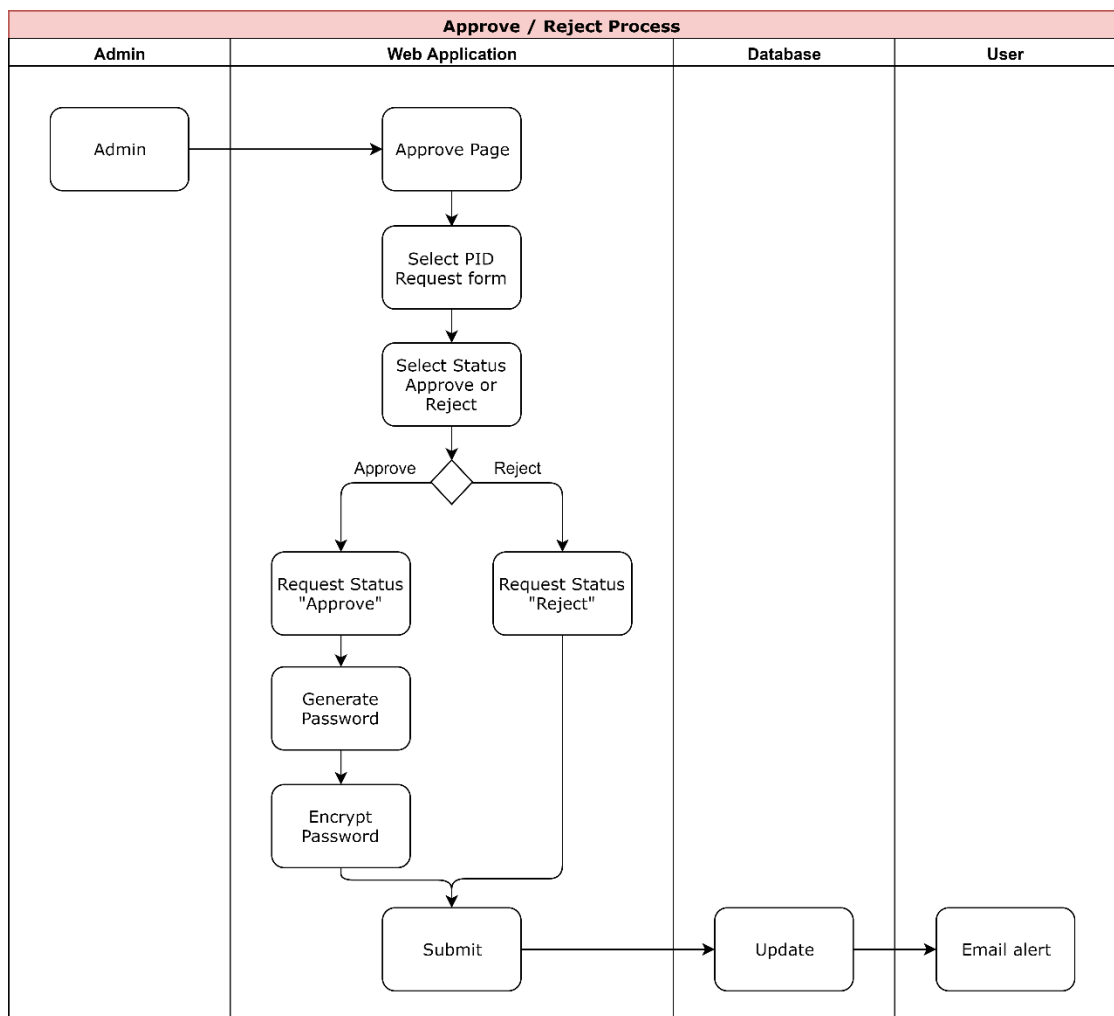 Approve / Reject Process
Admin
Web Application
Database
User
Admin
Approve Page
Select PID
Request form
Select Status
Approve or
Reject
Approve
Reject
Request Status
"Approve"
Request Status
"Reject"
Generate
Password
Encrypt
Password
Submit
Update
Email alert